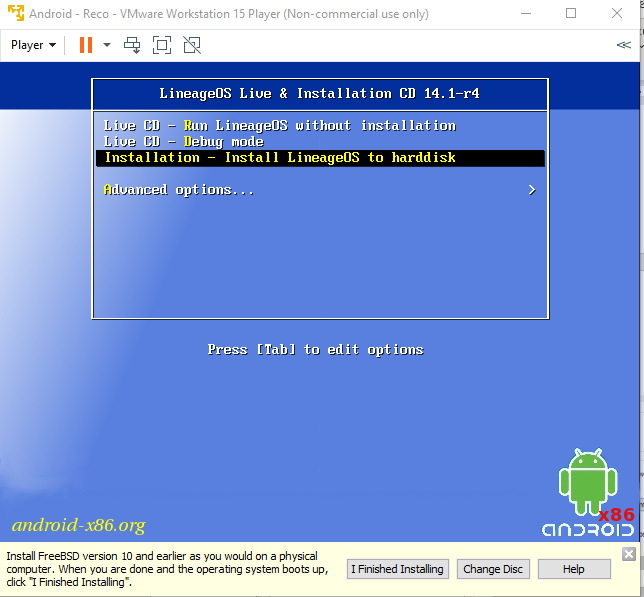 Android - Reco - VMware Workstation 15 Player (Non-commercial use only)
Player
LineageOS Live & Installation CD 14.1-r4
Live CD - Run LineageOS without installation
Live CD - Debug mode
Installation - Install LineageOS to harddisk
Advanced options... >
Press [Tab] to edit options
android-x86.org
x86
ANDROID
Install FreeBSD version 10 and earlier as you would on a physical
computer. When you are done and the operating system boots up,
click "I Finished Installing".
I Finished Installing
Change Disc
Help